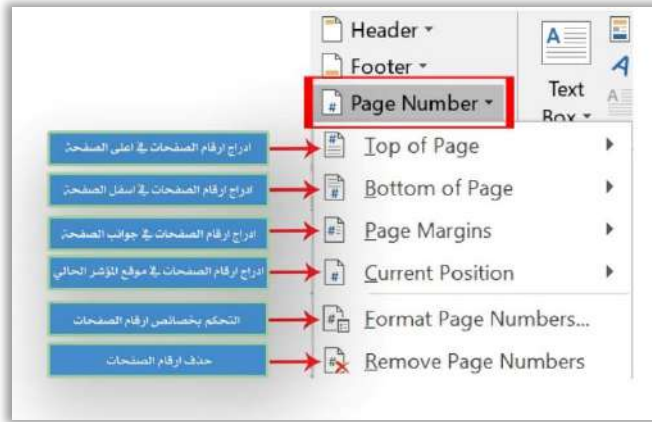 Header
Footer
Page Number
Text
Box
ادراج ارقام الصفحات في اعلى الصفحة
Top of Page
ادراج ارقام الصفحات في اسفل الصفحة
Bottom of Page
ادراج ارقام الصفحات في جوانب الصفحة
Page Margins
ادراج ارقام الصفحات في موقع المؤشر الحالي
Current Position
التحكم بخصائص ارقام الصفحات
Format Page Numbers...
حذف ارقام الصفحات
Remove Page Numbers